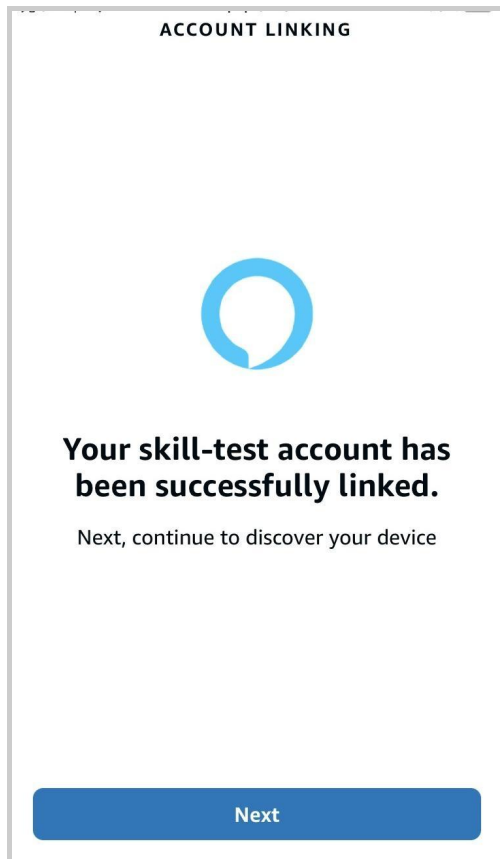 ACCOUNT LINKING
Your skill-test account has
been successfully linked.
Next, continue to discover your device
Next